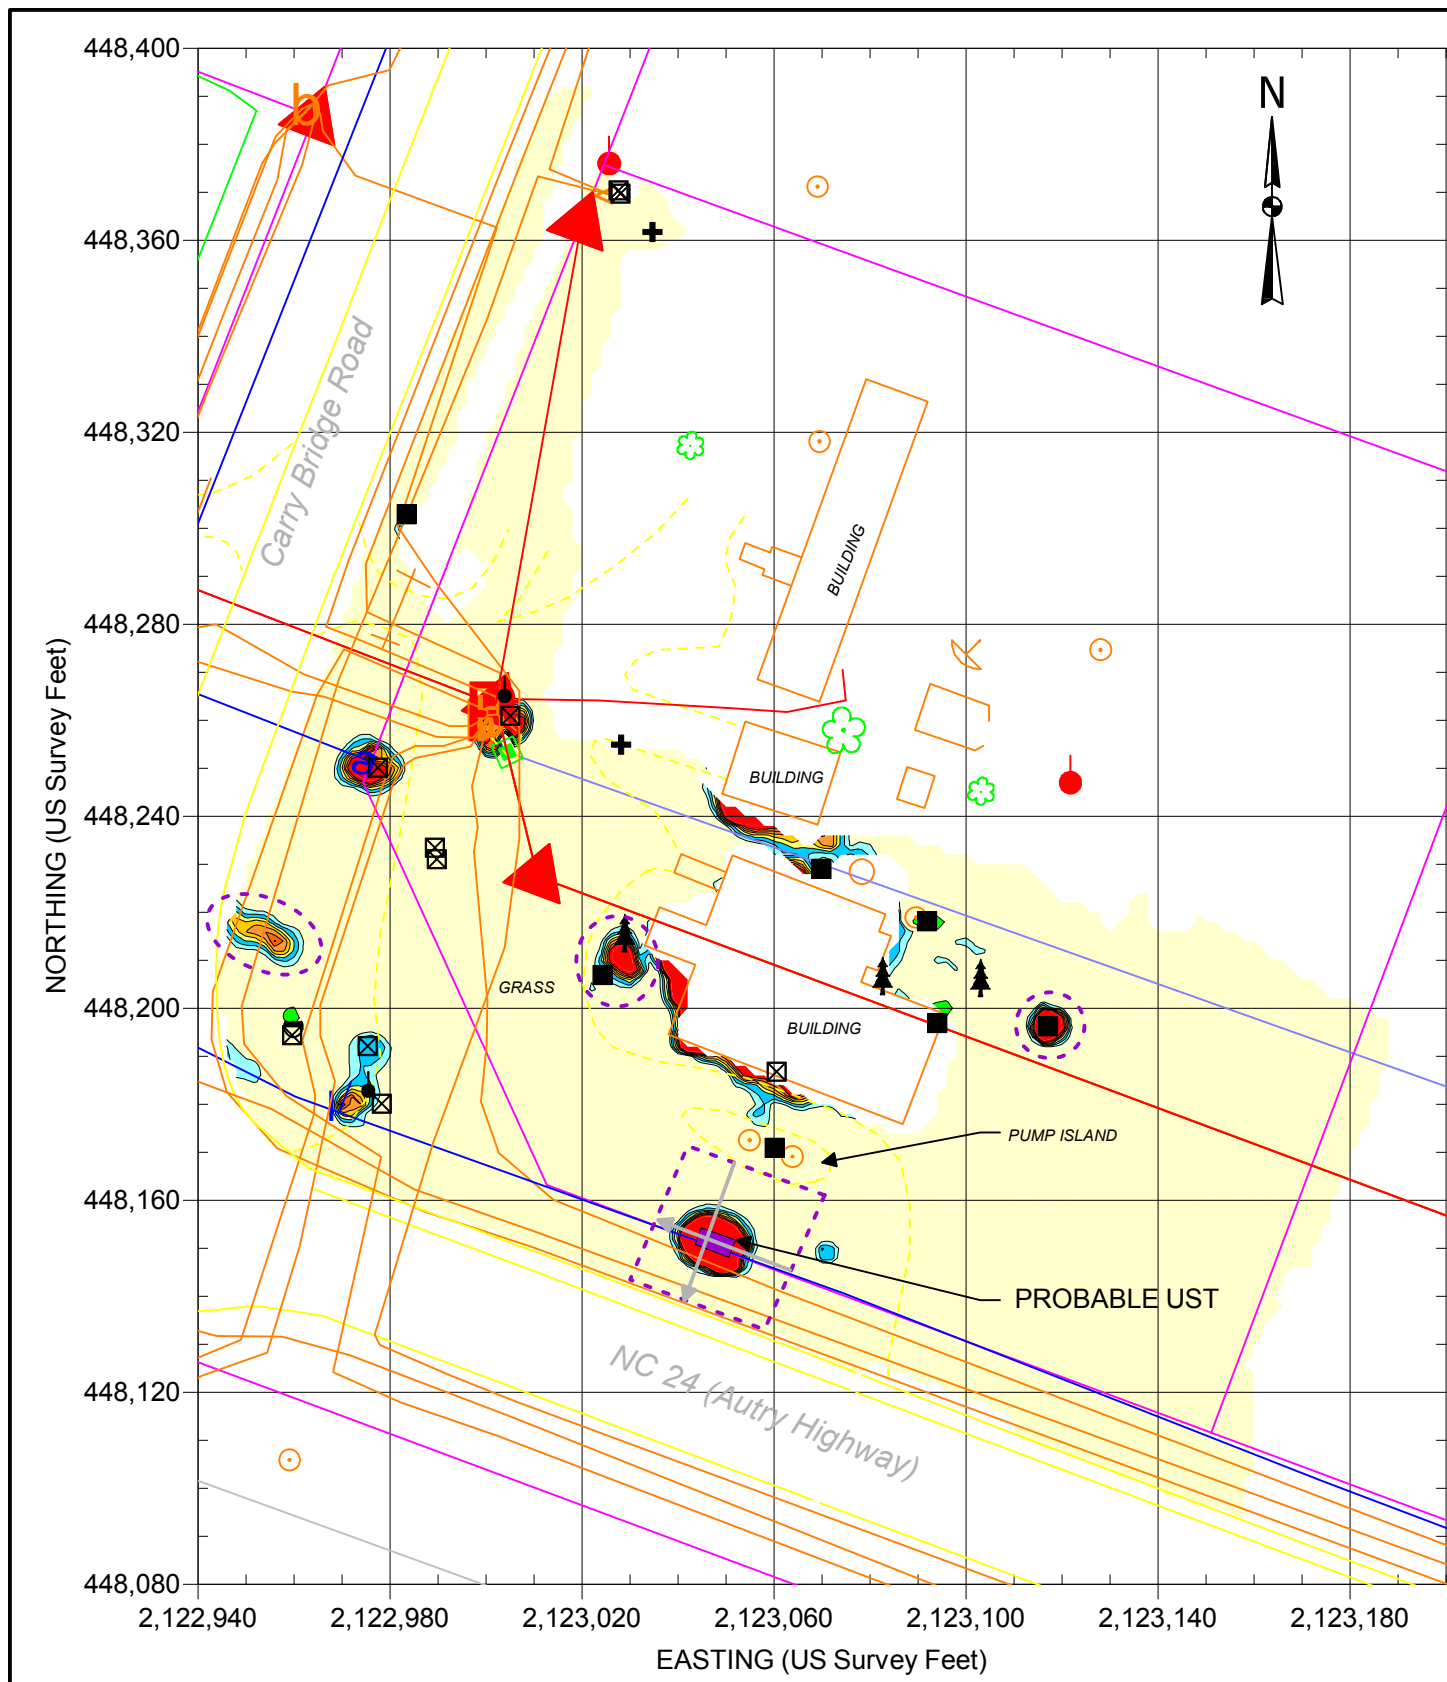 448,400
N
b
448,360
Carry Bridge Road
448,320
BUILDING
448,280
NORTHING (US Survey Feet)
BUILDING
448,240
GRASS
448,200
BUILDING
PUMP ISLAND
448,160
PROBABLE UST
NC 24 (Autry Highway)
448,120
448,080
2,122,940
2,122,980
2,123,020
2,123,060
2,123,100
2,123,140
2,123,180
EASTING (US Survey Feet)